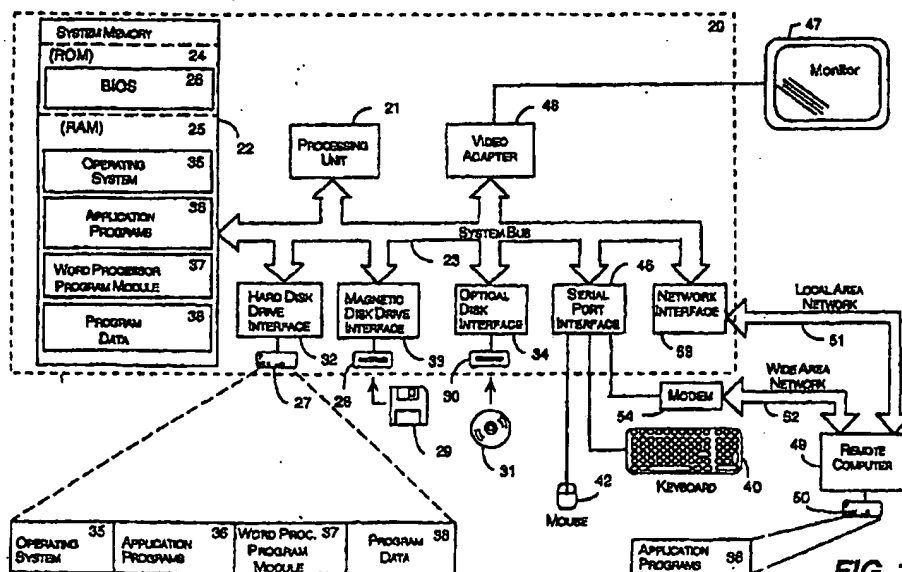 SYSTEM MEMORY
(ROM) 24
BIOS 26
(RAM) 25
22
OPERATING SYSTEM 35
APPLICATION PROGRAMS 36
WORD PROCESSOR PROGRAM MODULE 37
PROGRAM DATA 38
20
21
PROCESSING UNIT
48
VIDEO ADAPTER
47
Monitor
SYSTEM BUS
23
HARD DISK DRIVE INTERFACE
32
MAGNETIC DISK DRIVE INTERFACE
33
OPTICAL DISK INTERFACE
34
46
SERIAL PORT INTERFACE
NETWORK INTERFACE
53
LOCAL AREA NETWORK
51
WIDE AREA NETWORK
52
27
28
29
30
31
MODEM
54
KEYBOARD
40
42
MOUSE
49
REMOTE COMPUTER
50
OPERATING SYSTEM 35
APPLICATION PROGRAMS 36
WORD PROC. PROGRAM MODULE 37
PROGRAM DATA 38
APPLICATION PROGRAMS 36
FIG.